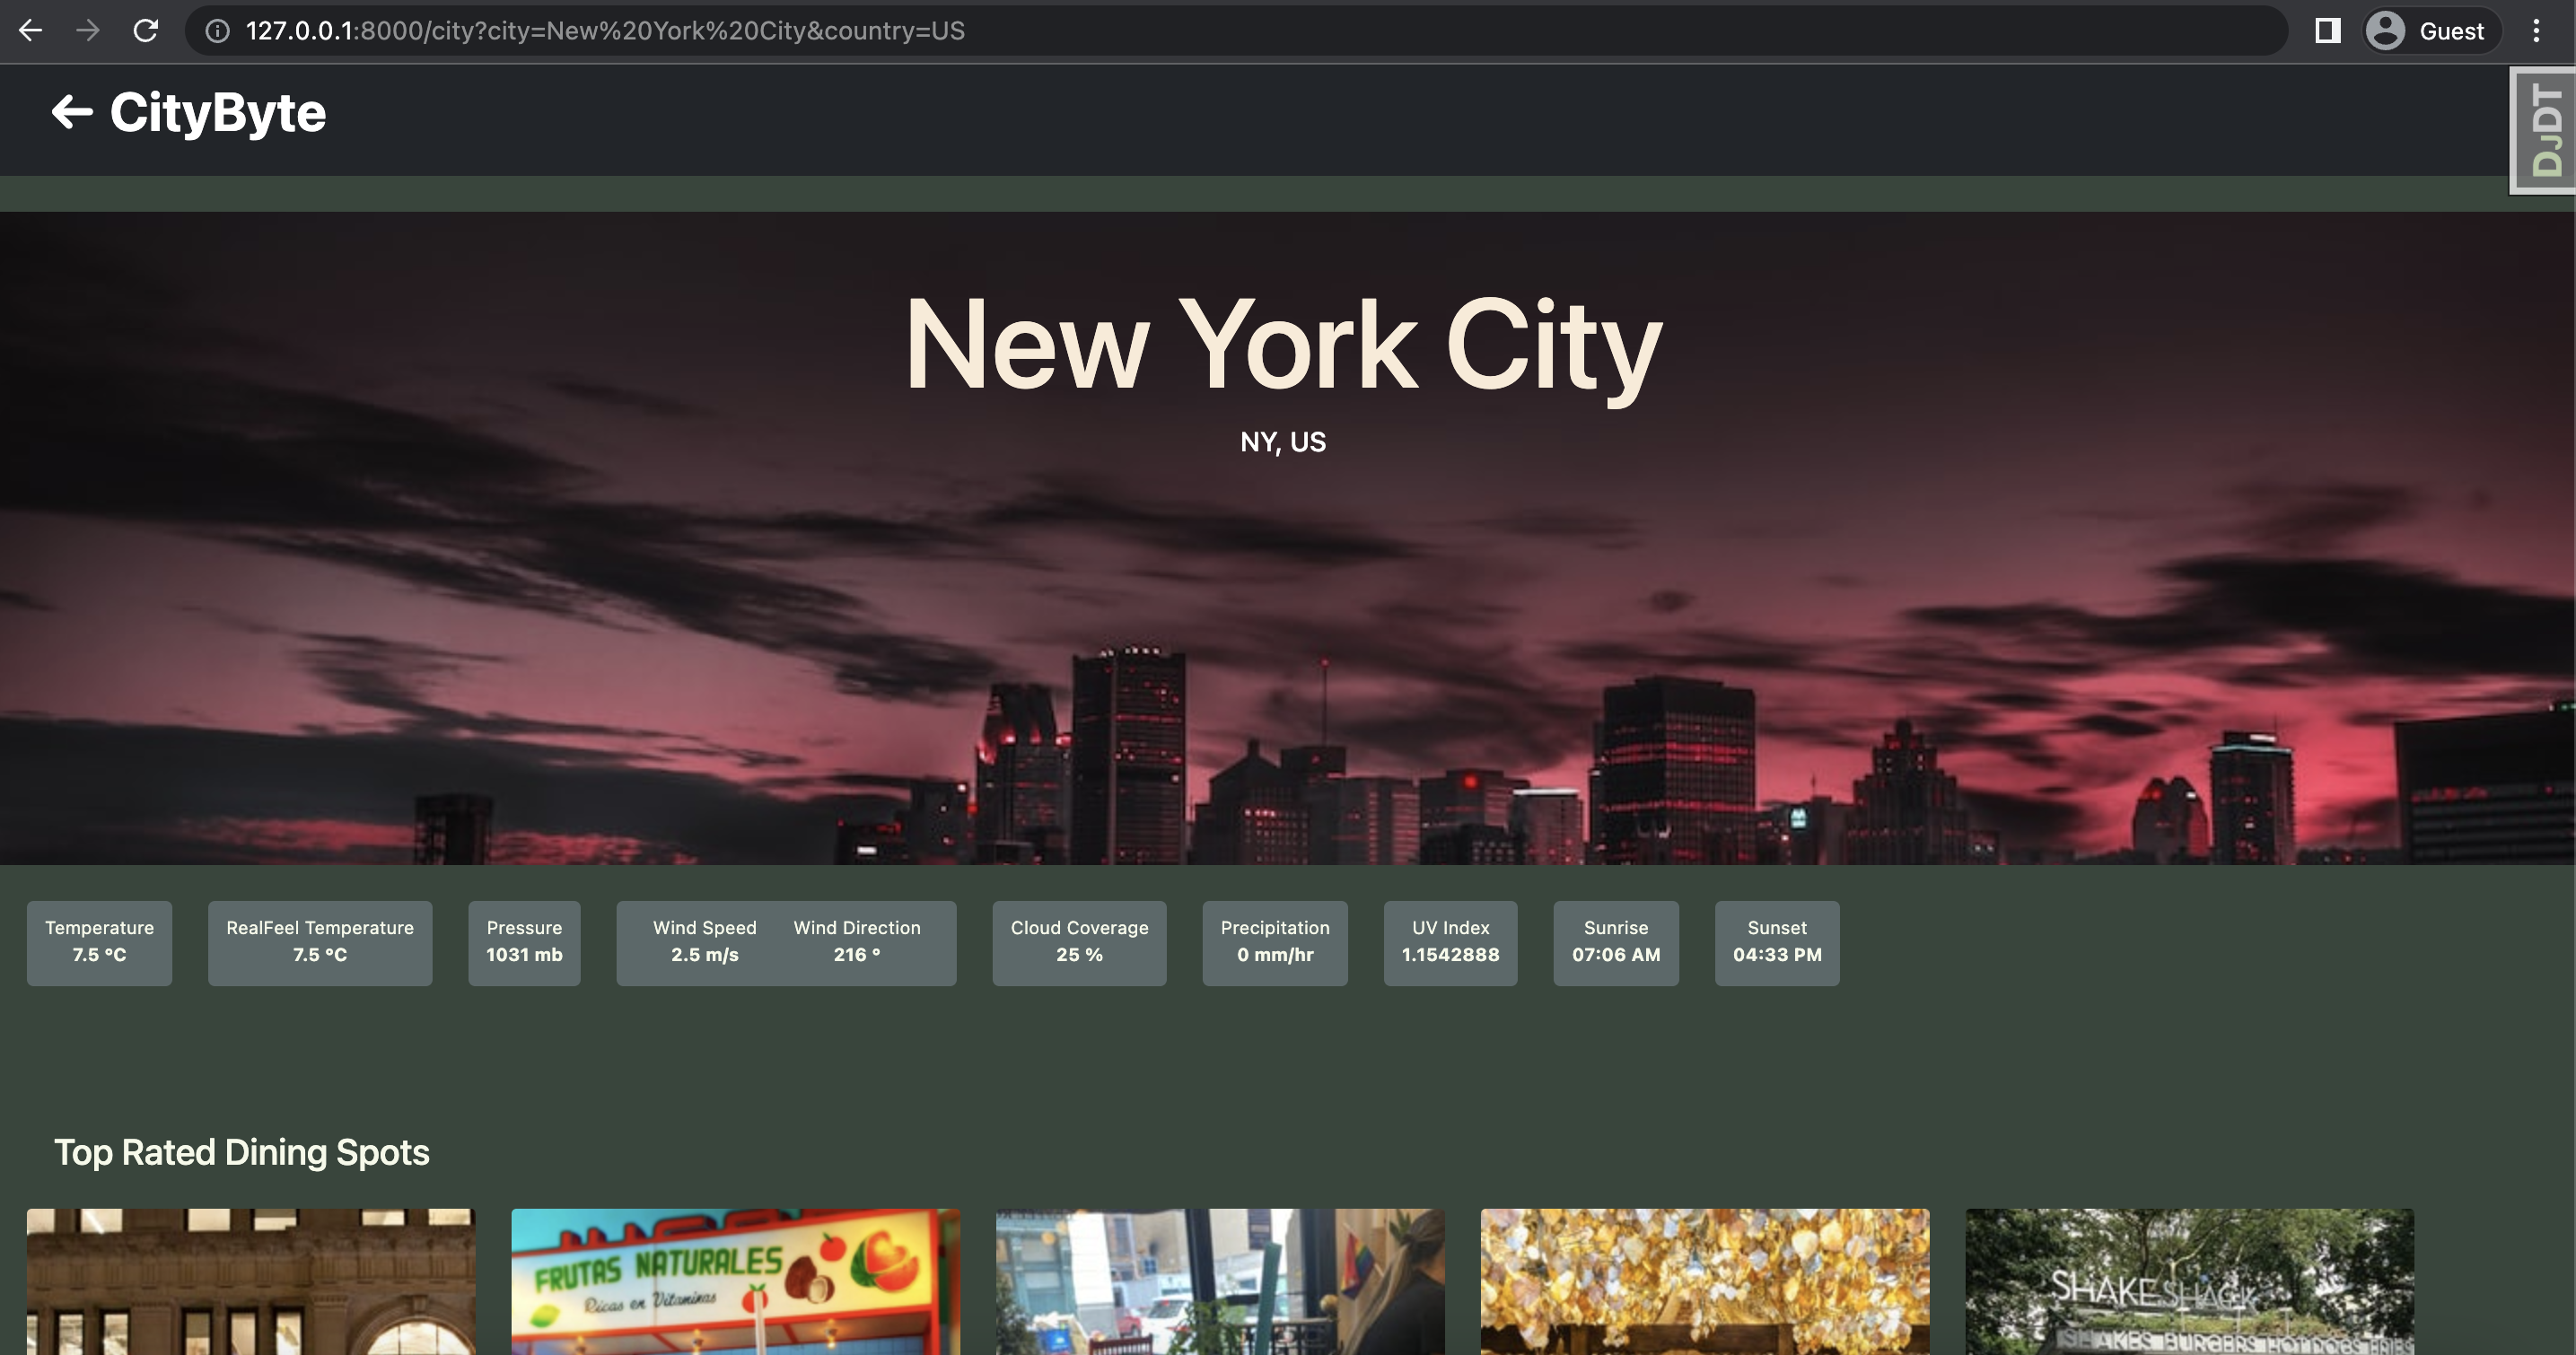 127.0.0.1:8000/city?city=New%20York%20City&country=US
Guest
CityByte
DJDT
New York City
NY, US
Temperature
7.5 °C
RealFeel Temperature
7.5 °C
Pressure
1031 mb
Wind Speed
2.5 m/s
Wind Direction
216 °
Cloud Coverage
25 %
Precipitation
0 mm/hr
UV Index
1.1542888
Sunrise
07:06 AM
Sunset
04:33 PM
Top Rated Dining Spots
FRUTAS NATURALES
Ricas en Vitaminas
SHAKE SHACK
SHAKES BURGERS HOT DOGS FRIES